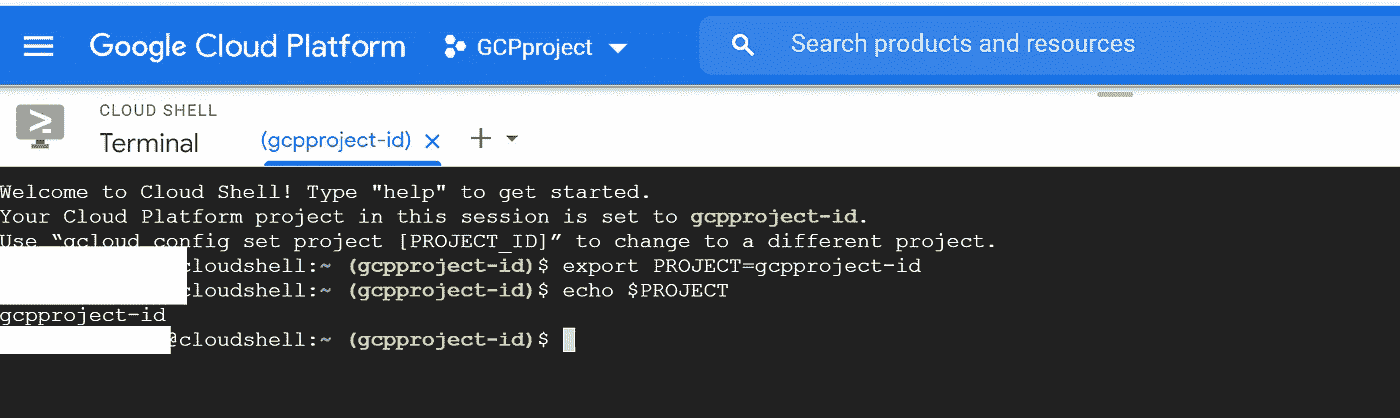 Google Cloud Platform GCPproject Search products and resources
CLOUD SHELL
Terminal (gcpproject-id)
Welcome to Cloud Shell! Type "help" to get started.
Your Cloud Platform project in this session is set to gcpproject-id.
Use “gcloud config set project [PROJECT_ID]” to change to a different project.
cloudshell:~ (gcpproject-id)$ export PROJECT=gcpproject-id
cloudshell:~ (gcpproject-id)$ echo $PROJECT
gcpproject-id
@cloudshell:~ (gcpproject-id)$